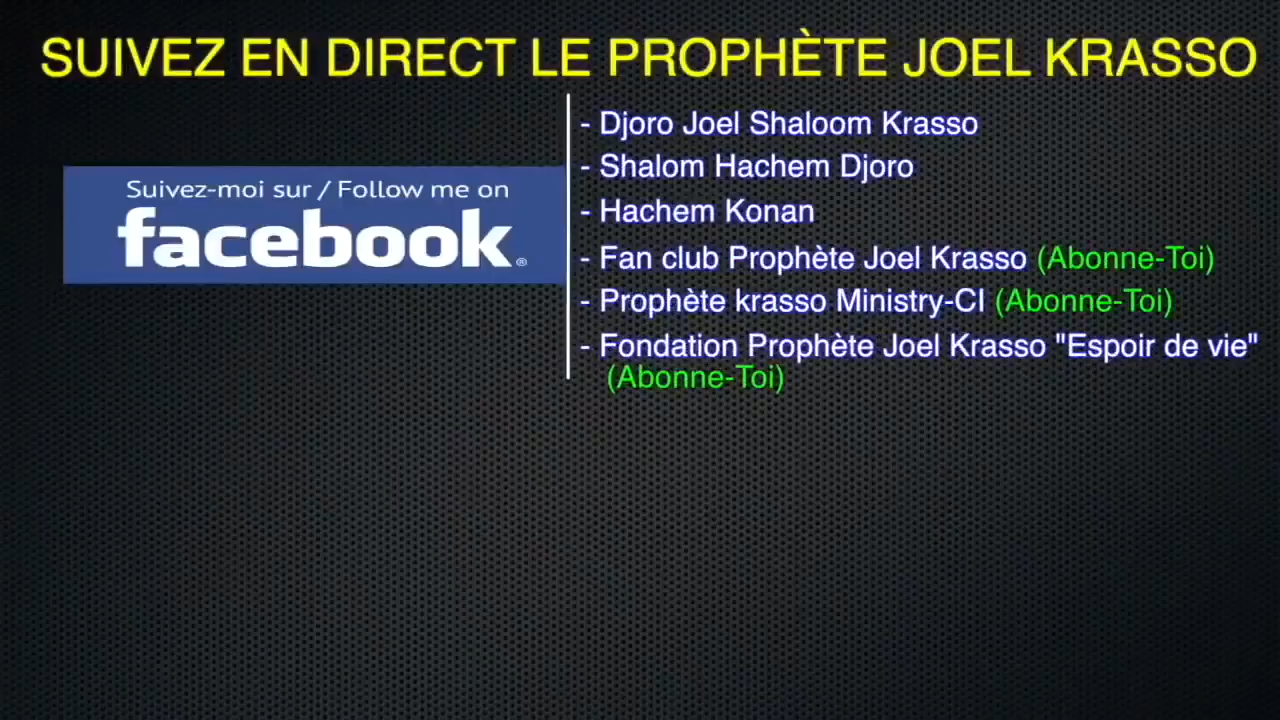 SUIVEZ EN DIRECT LE PROPHÈTE JOEL KRASSO
Suivez-moi sur / Follow me on
facebook®
- Djoro Joel Shaloom Krasso
- Shalom Hachem Djoro
- Hachem Konan
- Fan club Prophète Joel Krasso (Abonne-Toi)
- Prophète krasso Ministry-CI (Abonne-Toi)
- Fondation Prophète Joel Krasso "Espoir de vie"
(Abonne-Toi)